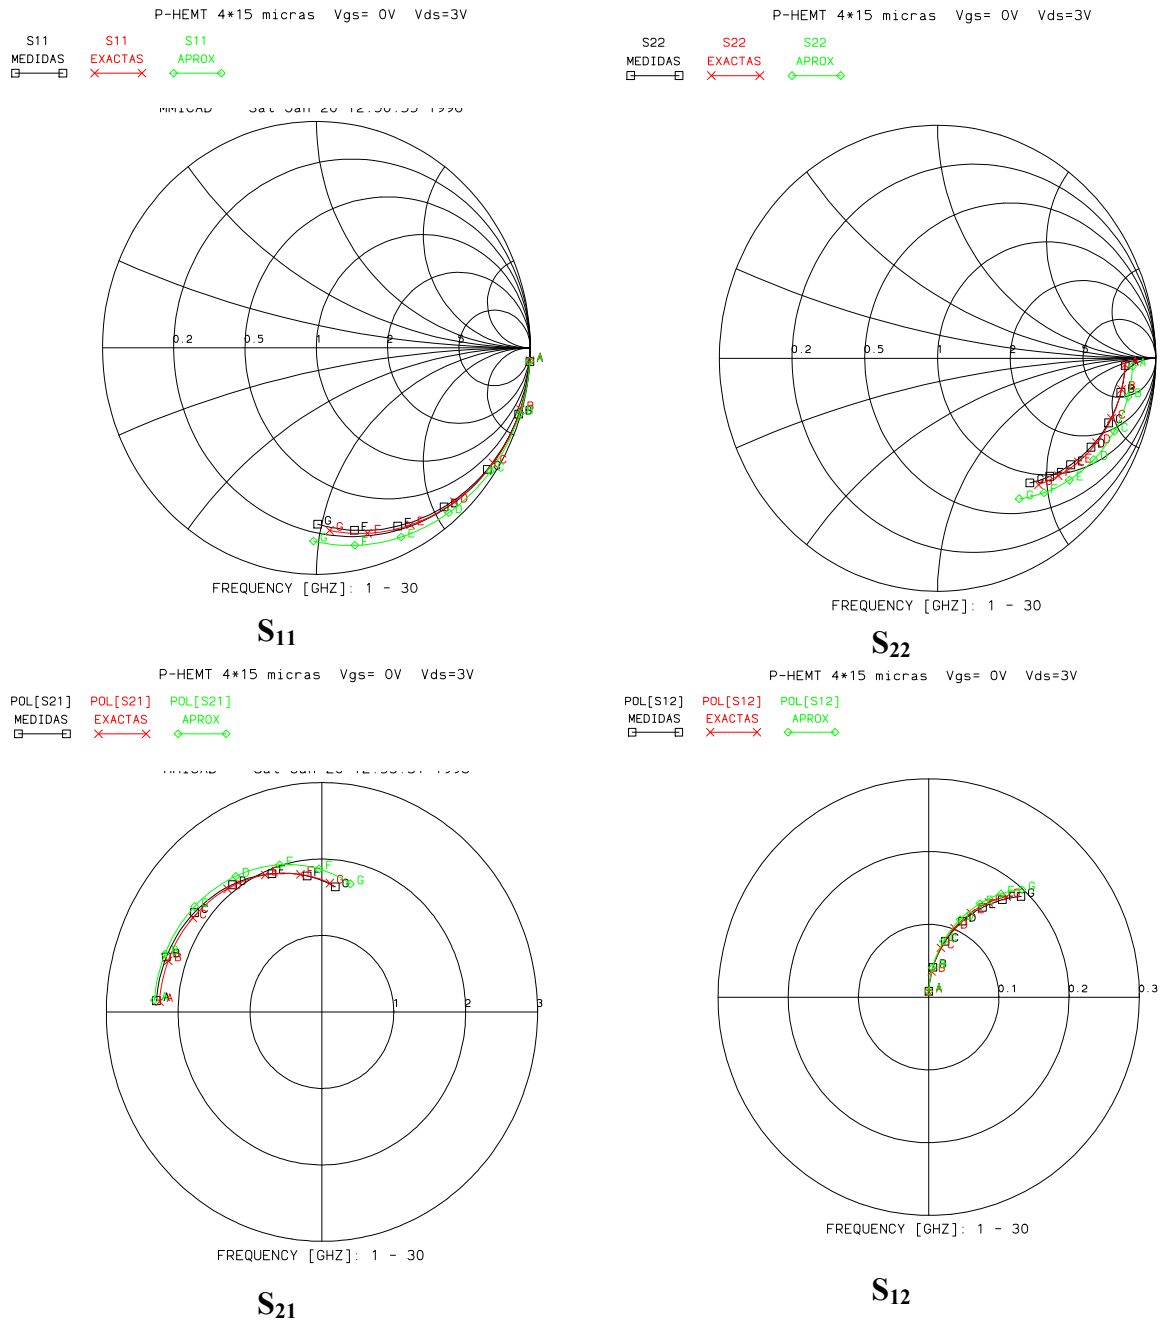 P-HEMT 4*15 micras Vgs= 0V Vds=3V
S11 S11 S11
MEDIDAS EXACTAS APROX
0.2 0.5 1 2 5
A
B
C
D
E
F
G
FREQUENCY [GHZ]: 1 - 30
S11
P-HEMT 4*15 micras Vgs= 0V Vds=3V
S22 S22 S22
MEDIDAS EXACTAS APROX
0.2 0.5 1 2 5
A
B
C
D
E
F
G
FREQUENCY [GHZ]: 1 - 30
S22
P-HEMT 4*15 micras Vgs= 0V Vds=3V
POL[S21] POL[S21] POL[S21]
MEDIDAS EXACTAS APROX
A
B
C
D
E
F
G
1 2 3
FREQUENCY [GHZ]: 1 - 30
S21
P-HEMT 4*15 micras Vgs= 0V Vds=3V
POL[S12] POL[S12] POL[S12]
MEDIDAS EXACTAS APROX
A
B
C
D
E
F
G
0.1 0.2 0.3
FREQUENCY [GHZ]: 1 - 30
S12